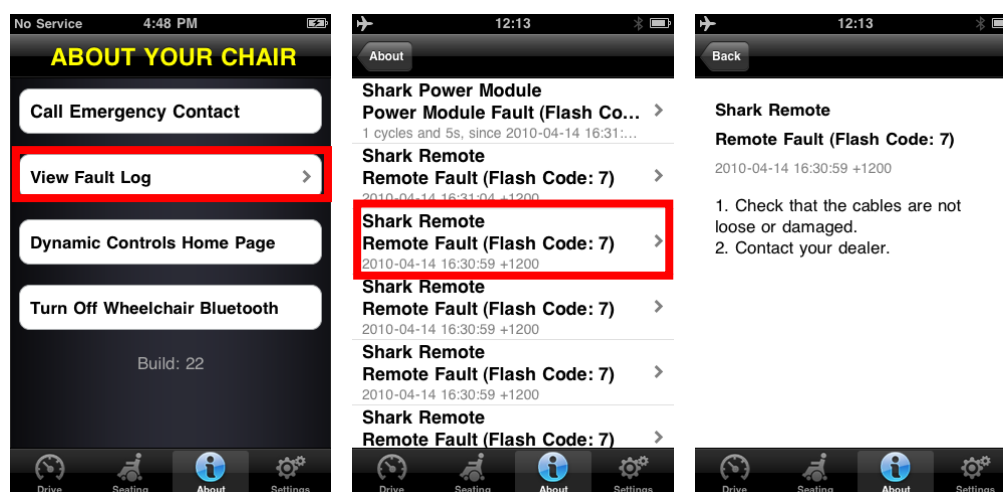 No Service 4:48 PM
ABOUT YOUR CHAIR
Call Emergency Contact
View Fault Log
Dynamic Controls Home Page
Turn Off Wheelchair Bluetooth
Build: 22
Drive Seating About Settings
12:13
About
Shark Power Module
Power Module Fault (Flash Co...
1 cycles and 5s, since 2010-04-14 16:31:...
Shark Remote
Remote Fault (Flash Code: 7)
2010-04-14 16:31:04 +1200
Shark Remote
Remote Fault (Flash Code: 7)
2010-04-14 16:30:59 +1200
Shark Remote
Remote Fault (Flash Code: 7)
2010-04-14 16:30:59 +1200
Shark Remote
Remote Fault (Flash Code: 7)
2010-04-14 16:30:59 +1200
Shark Remote
Remote Fault (Flash Code: 7)
Drive Seating About Settings
12:13
Back
Shark Remote
Remote Fault (Flash Code: 7)
2010-04-14 16:30:59 +1200
1. Check that the cables are not
loose or damaged.
2. Contact your dealer.
Drive Seating About Settings